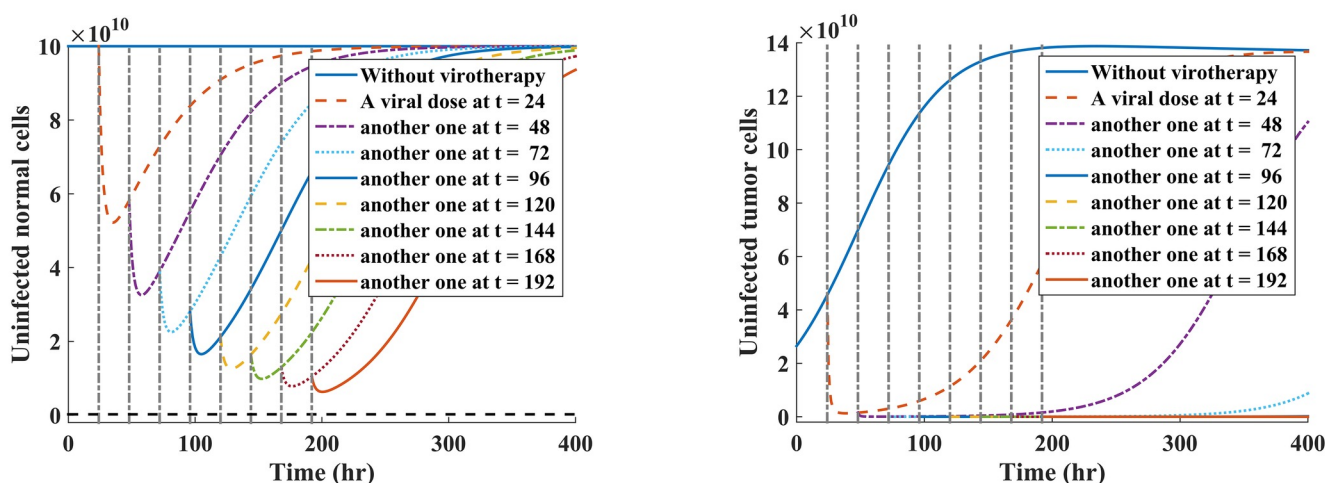 ×10^10
10
8
6
4
2
0
0
100
200
300
400
Uninfected normal cells
Time (hr)
Without virotherapy
A viral dose at t = 24
another one at t = 48
another one at t = 72
another one at t = 96
another one at t = 120
another one at t = 144
another one at t = 168
another one at t = 192
×10^10
14
12
10
8
6
4
2
0
0
100
200
300
400
Uninfected tumor cells
Time (hr)
Without virotherapy
A viral dose at t = 24
another one at t = 48
another one at t = 72
another one at t = 96
another one at t = 120
another one at t = 144
another one at t = 168
another one at t = 192